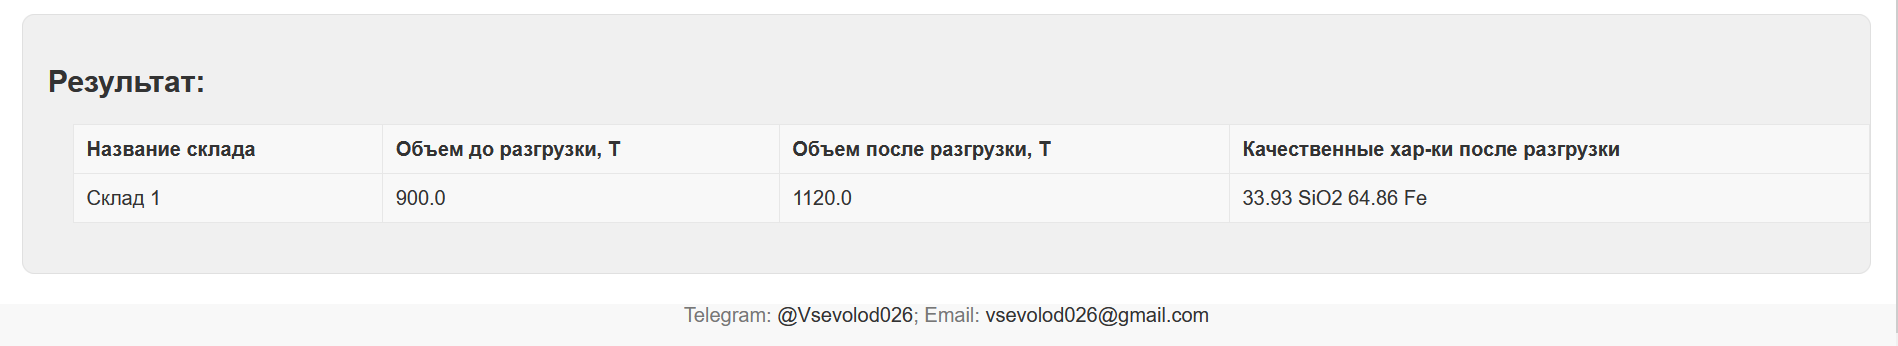 Результат:
Название склада Объем до разгрузки, Т Объем после разгрузки, Т Качественные хар-ки после разгрузки
Склад 1 900.0 1120.0 33.93 SiO2 64.86 Fe
Telegram: @Vsevolod026; Email: vsevolod026@gmail.com